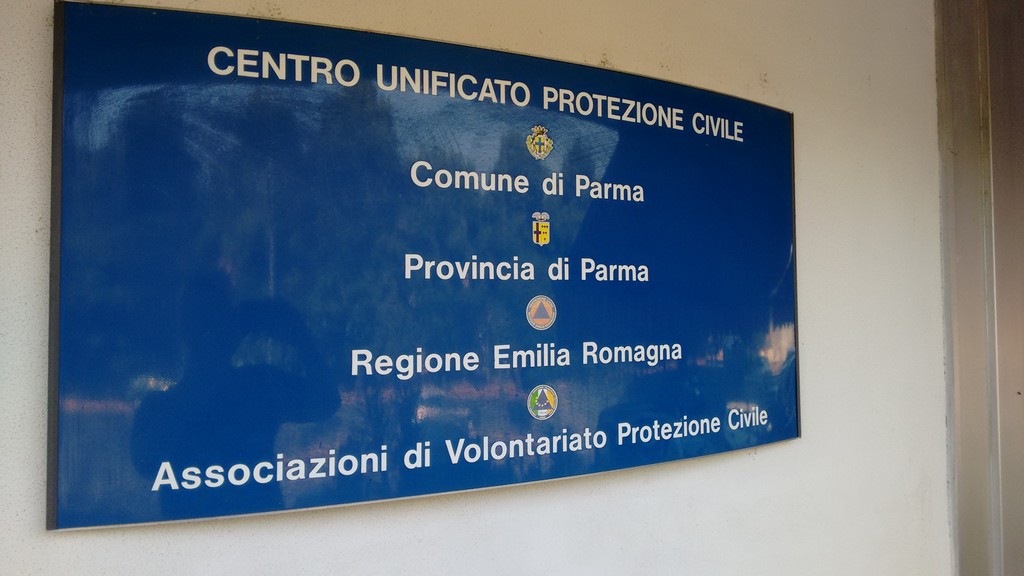 CENTRO UNIFICATO PROTEZIONE CIVILE
Comune di Parma
Provincia di Parma
Regione Emilia Romagna
Associazioni di Volontariato Protezione Civile